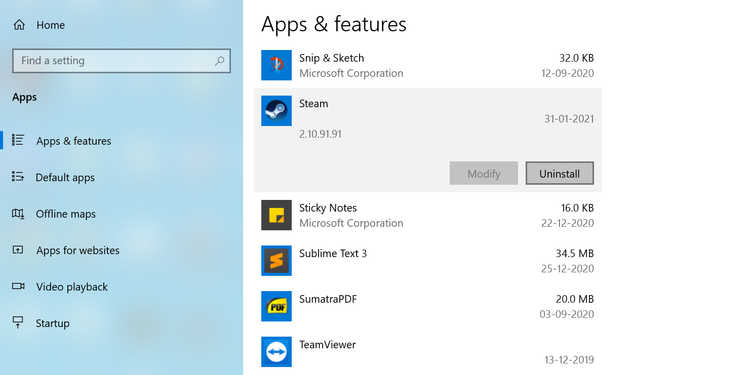 Home
Find a setting
Apps
Apps & features
Default apps
Offline maps
Apps for websites
Video playback
Startup
Apps & features
Snip & Sketch 32.0 KB
Microsoft Corporation 12-09-2020
Steam
31-01-2021
2.10.91.91
Modify Uninstall
Sticky Notes 16.0 KB
Microsoft Corporation 22-12-2020
Sublime Text 3 34.5 MB
25-12-2020
SumatraPDF 20.0 MB
PDF 03-09-2020
TeamViewer
13-12-2019